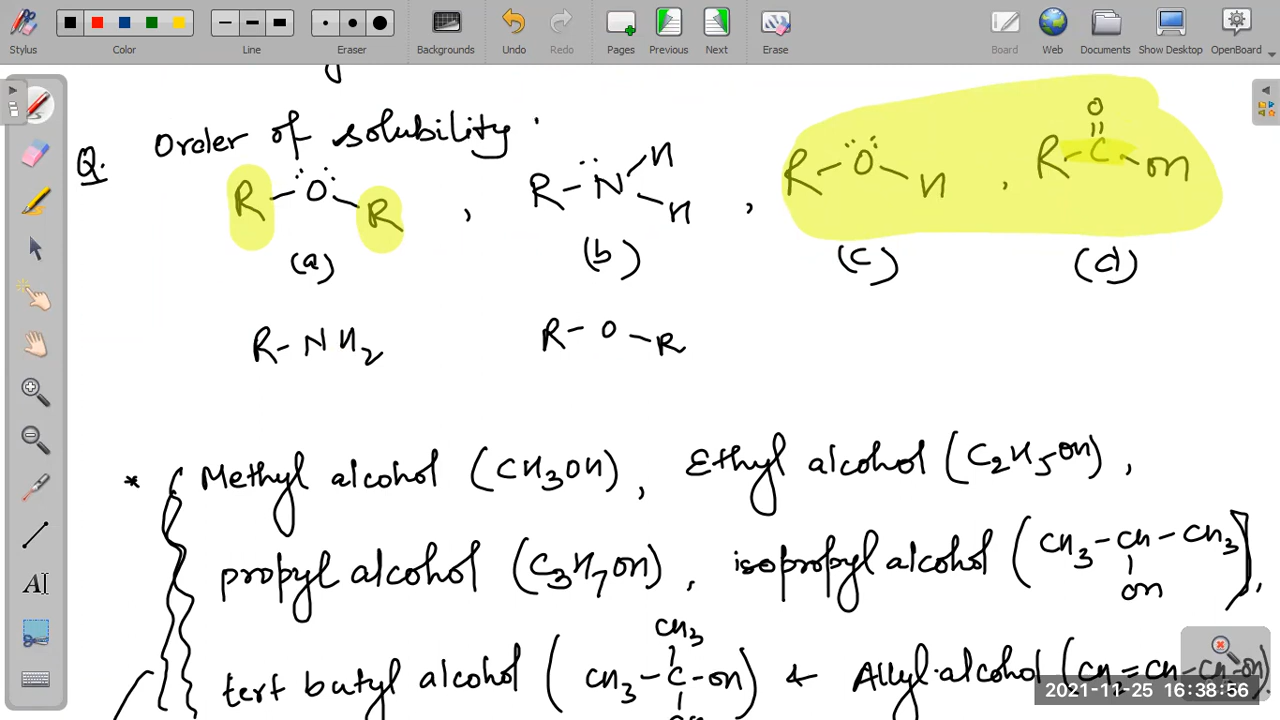 Stylus Color Line Eraser Backgrounds Undo Redo Pages Previous Next Erase Board Web Documents Show Desktop OpenBoard
Q. Order of solubility.
R-O-R , R-N-H H , R-O-H , R-C-OH O
(a) (b) (c) (d)
R-NH2 R-O-R
* Methyl alcohol (CH3OH), Ethyl alcohol (C2H5OH),
propyl alcohol (C3H7OH), isopropyl alcohol (CH3-CH-CH3 OH),
CH3
tert butyl alcohol (CH3-C-OH) & Allyl alcohol (CH2=CH-CH2-OH).
2021-11-25 16:38:56